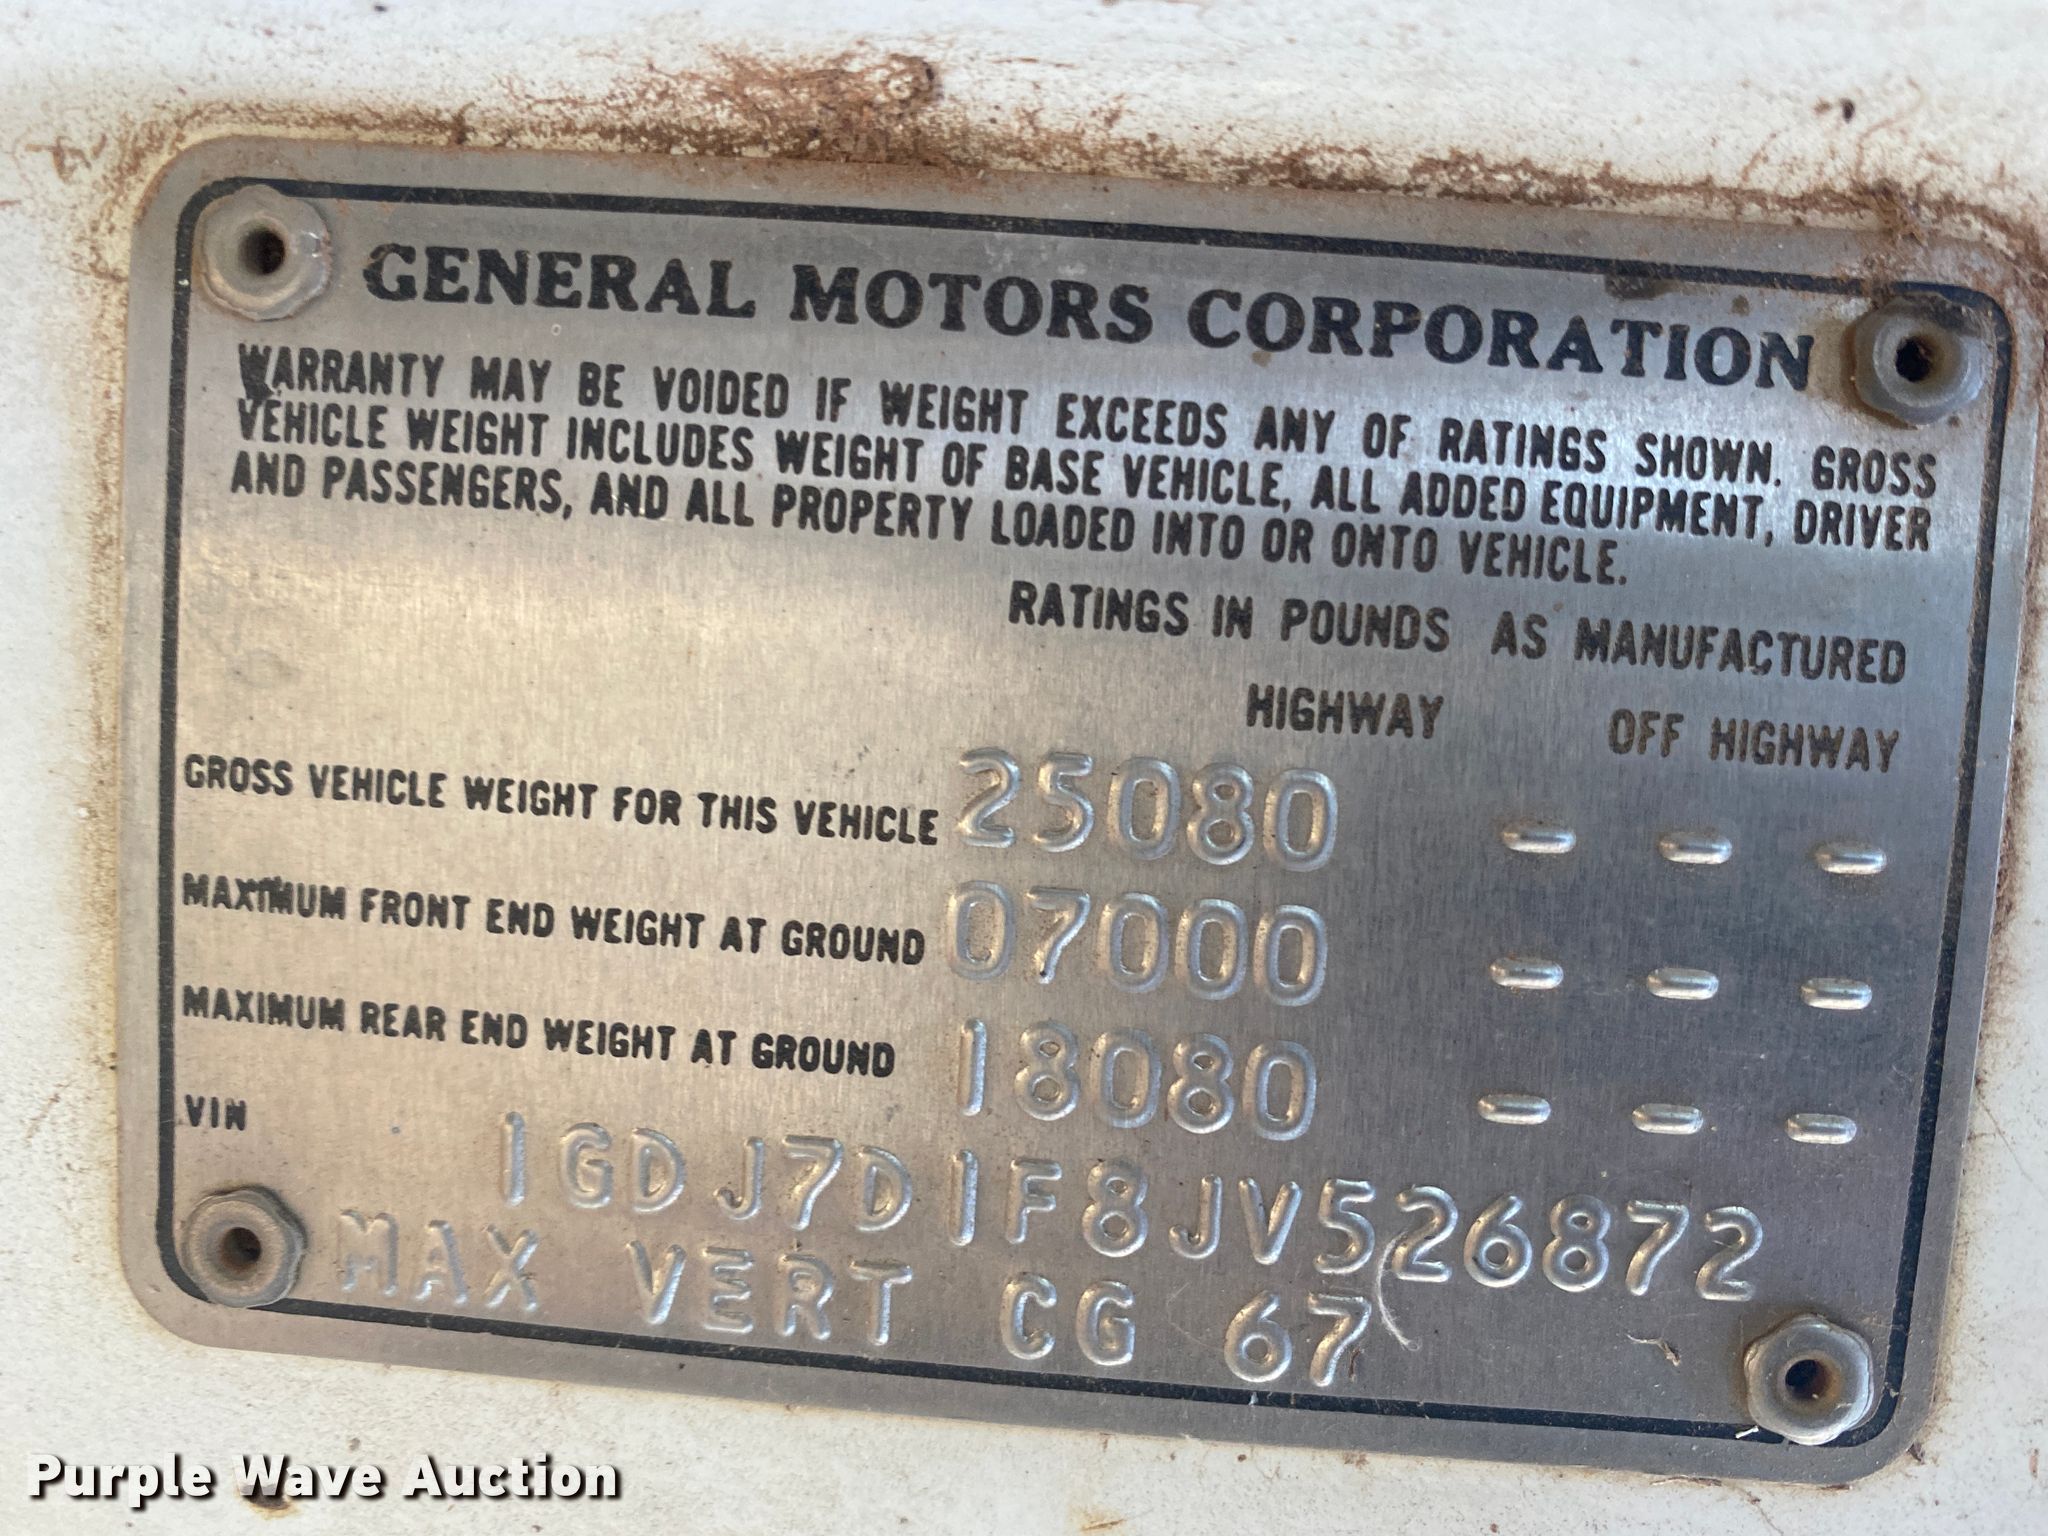 GENERAL MOTORS CORPORATION
WARRANTY MAY BE VOIDED IF WEIGHT EXCEEDS ANY OF RATINGS SHOWN. GROSS
VEHICLE WEIGHT INCLUDES WEIGHT OF BASE VEHICLE, ALL ADDED EQUIPMENT, DRIVER
AND PASSENGERS, AND ALL PROPERTY LOADED INTO OR ONTO VEHICLE.
RATINGS IN POUNDS AS MANUFACTURED
HIGHWAY OFF HIGHWAY
GROSS VEHICLE WEIGHT FOR THIS VEHICLE 25080 - - -
MAXIMUM FRONT END WEIGHT AT GROUND 07000 - - -
MAXIMUM REAR END WEIGHT AT GROUND 18080 - - -
VIN 1GDJ7D1F8JV526872
MAX VERT CG 67
Purple Wave Auction